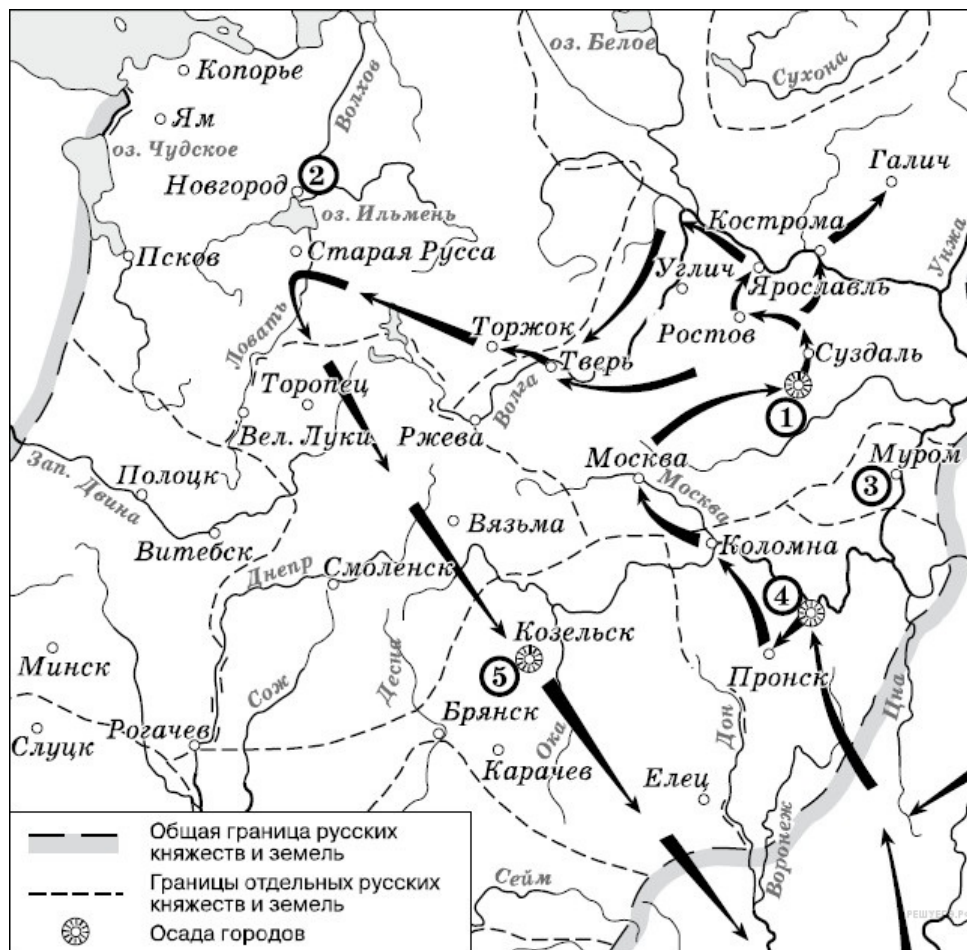 оз. Белое
Сухона
Копорье
Волхов
Ям
оз. Чудское
Галич
Новгород
2
оз. Ильмень
Кострома
Унжа
Псков
Старая Русса
Углич
Ярославль
Ловать
Торжок
Ростов
Тверь
Суздаль
Торопец
Волга
1
Вел. Луки
Ржева
Москва
Муром
Зап. Двина
Полоцк
Москва
3
Вязьма
Витебск
Коломна
Днепр
Смоленск
4
Козельск
Минск
Сож
Десна
5
Пронск
Цна
Брянск
Слуцк
Рогачев
Ока
Дон
Карачев
Елец
Воронеж
Сейм
Общая граница русских
княжеств и земель
Границы отдельных русских
княжеств и земель
Осада городов
РЕШУЕГЭ.РФ